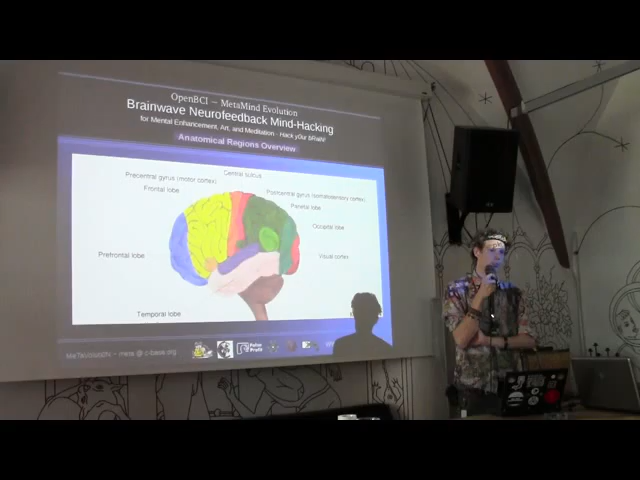 OpenBCI ~ MetaMind Evolution
Brainwave Neurofeedback Mind-Hacking
for Mental Enhancement, Art, and Meditation - Hack yOur bRaiN!
Anatomical Regions Overview
Central sulcus
Precentral gyrus (motor cortex)
Postcentral gyrus (somatosensory cortex)
Frontal lobe
Parietal lobe
Occipital lobe
Prefrontal lobe
Visual cortex
Temporal lobe